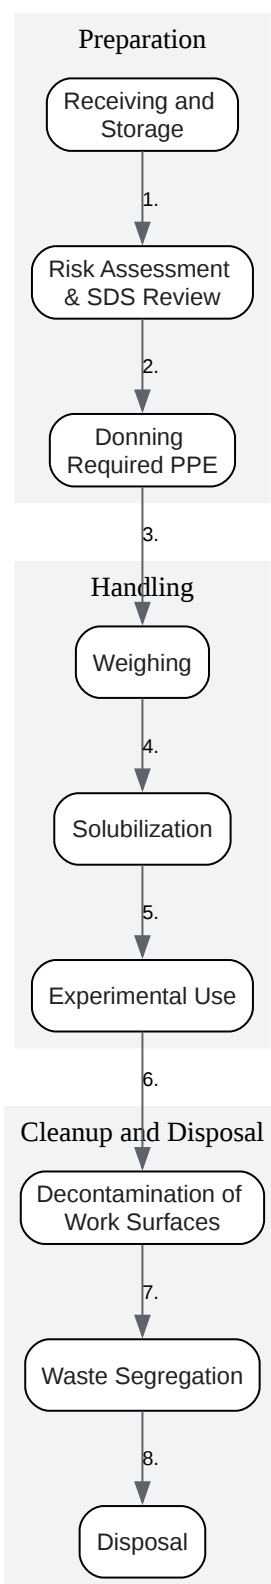 Preparation
Receiving and
Storage
1.
Risk Assessment
& SDS Review
2.
Donning
Required PPE
3.
Handling
Weighing
4.
Solubilization
5.
Experimental Use
6.
Cleanup and Disposal
Decontamination of
Work Surfaces
7.
Waste Segregation
8.
Disposal